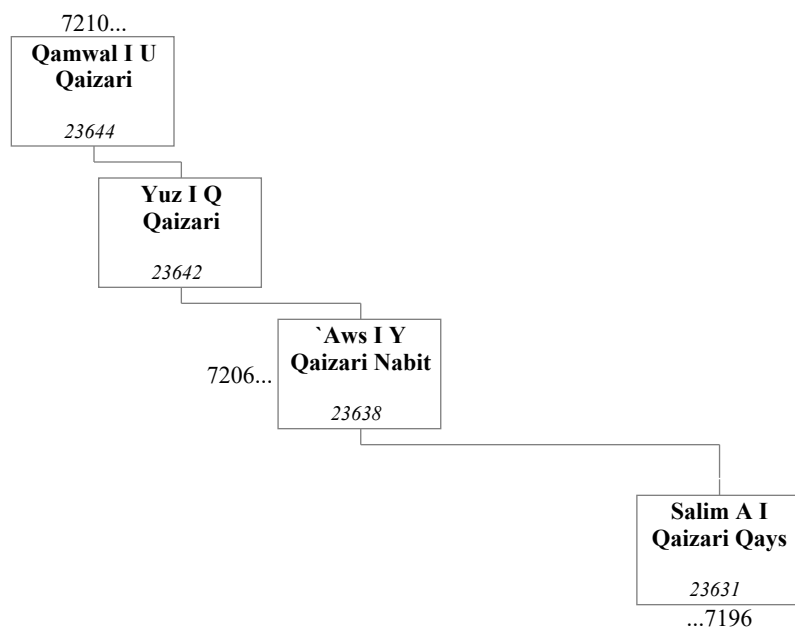 7210...
Qamwal I U
Qaizari
23644
Yuz I Q
Qaizari
23642
`Aws I Y
Qaizari Nabit
7206...
23638
Salim A I
Qaizari Qays
23631
...7196